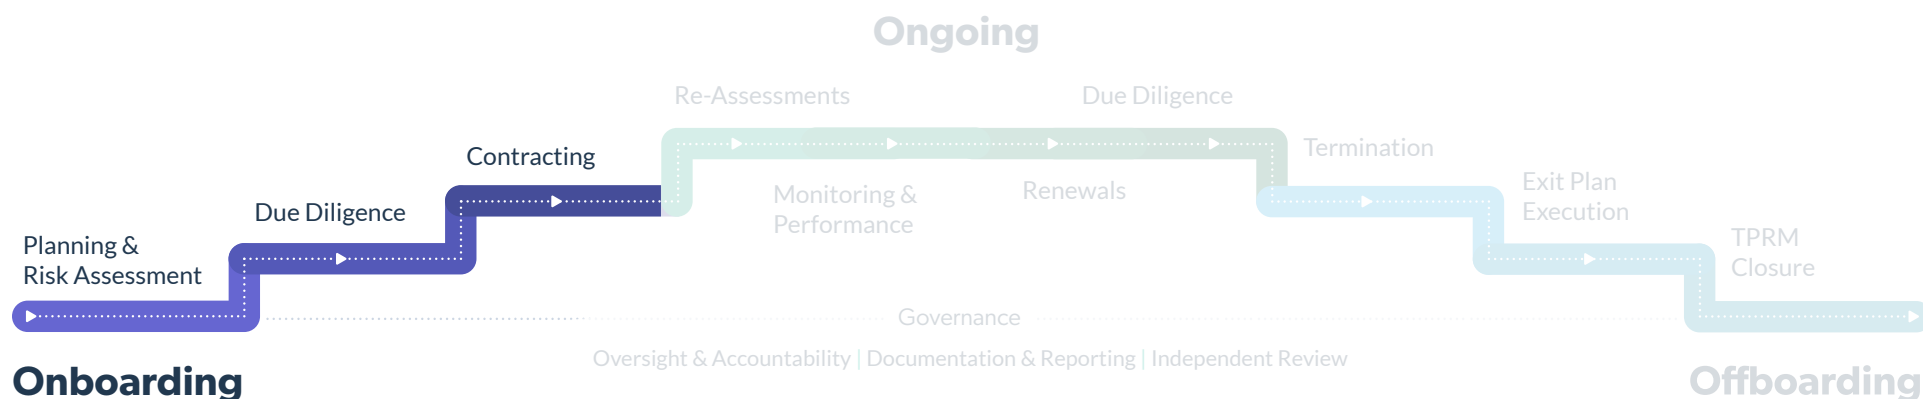 Ongoing
Re-Assessments
Due Diligence
Contracting
Termination
Monitoring &
Performance
Renewals
Due Diligence
Exit Plan
Execution
Planning &
Risk Assessment
TPRM
Closure
Governance
Oversight & Accountability | Documentation & Reporting | Independent Review
Onboarding
Offboarding